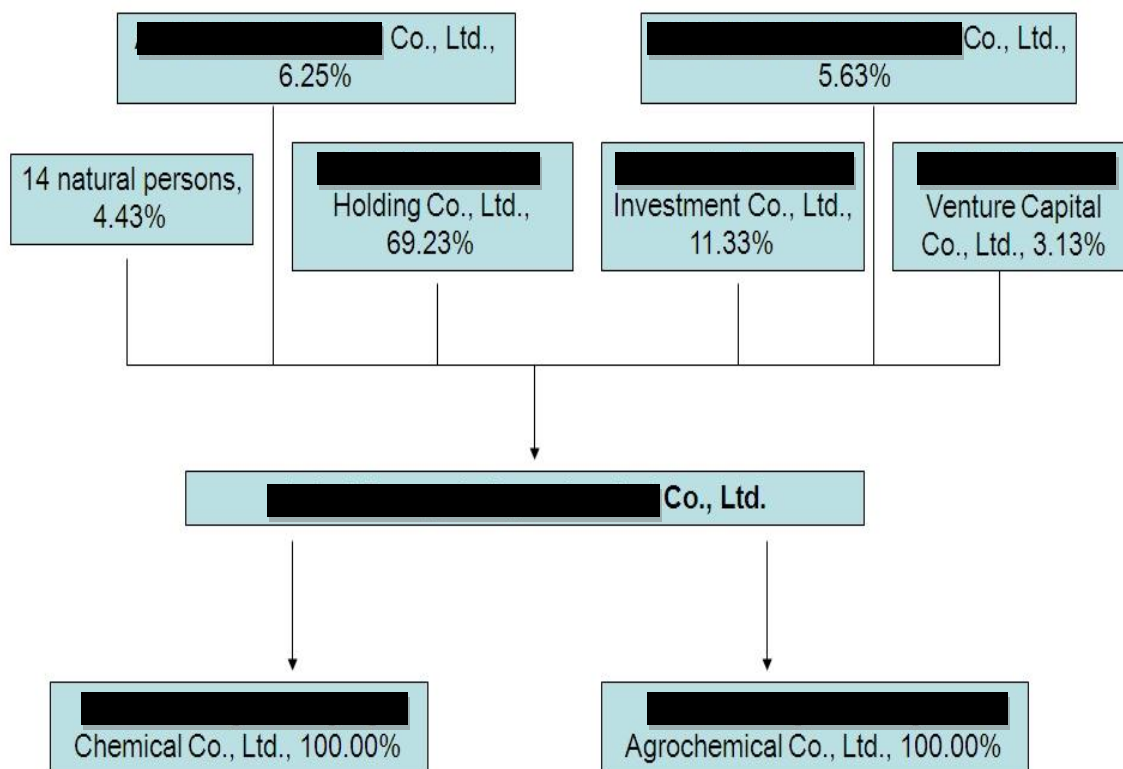 Co., Ltd.,
6.25%
Co., Ltd.,
5.63%
14 natural persons,
4.43%
Holding Co., Ltd.,
69.23%
Investment Co., Ltd.,
11.33%
Venture Capital
Co., Ltd., 3.13%
Co., Ltd.
Chemical Co., Ltd., 100.00%
Agrochemical Co., Ltd., 100.00%